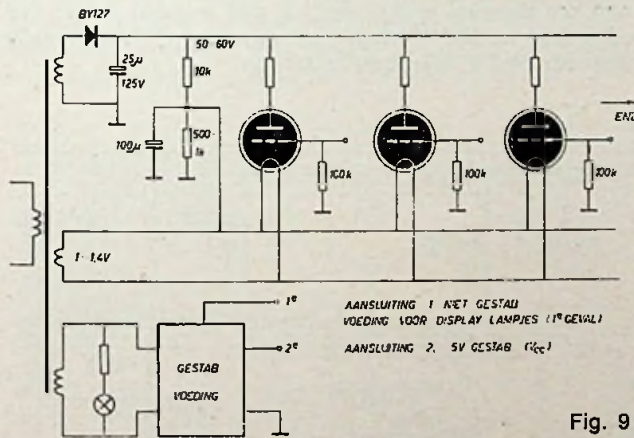 BY127
25µ
125V
50-60V
10k
100µ
500-
1k
100k
100k
100k
ENZ
1-1,4V
GESTAB
VOEDING
1e
2e
AANSLUITING 1 NIET GESTAB
VOEDING VOOR DISPLAY LAMPJES (1e GEVAL)
AANSLUITING 2, 5V GESTAB (Vcc)
Fig. 9